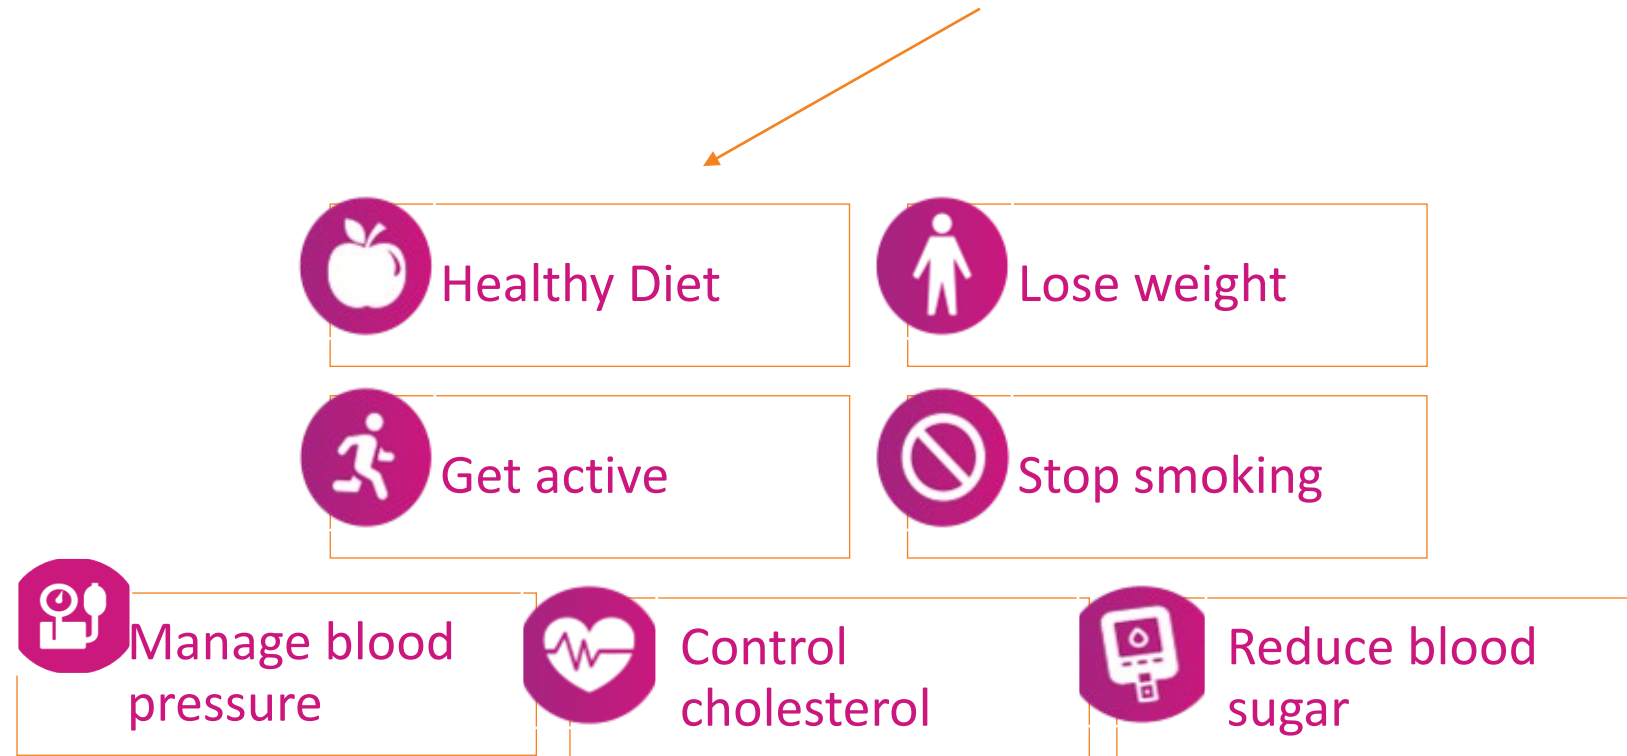 Healthy Diet
Lose weight
Get active
Stop smoking
Manage blood
pressure
Control
cholesterol
Reduce blood
sugar